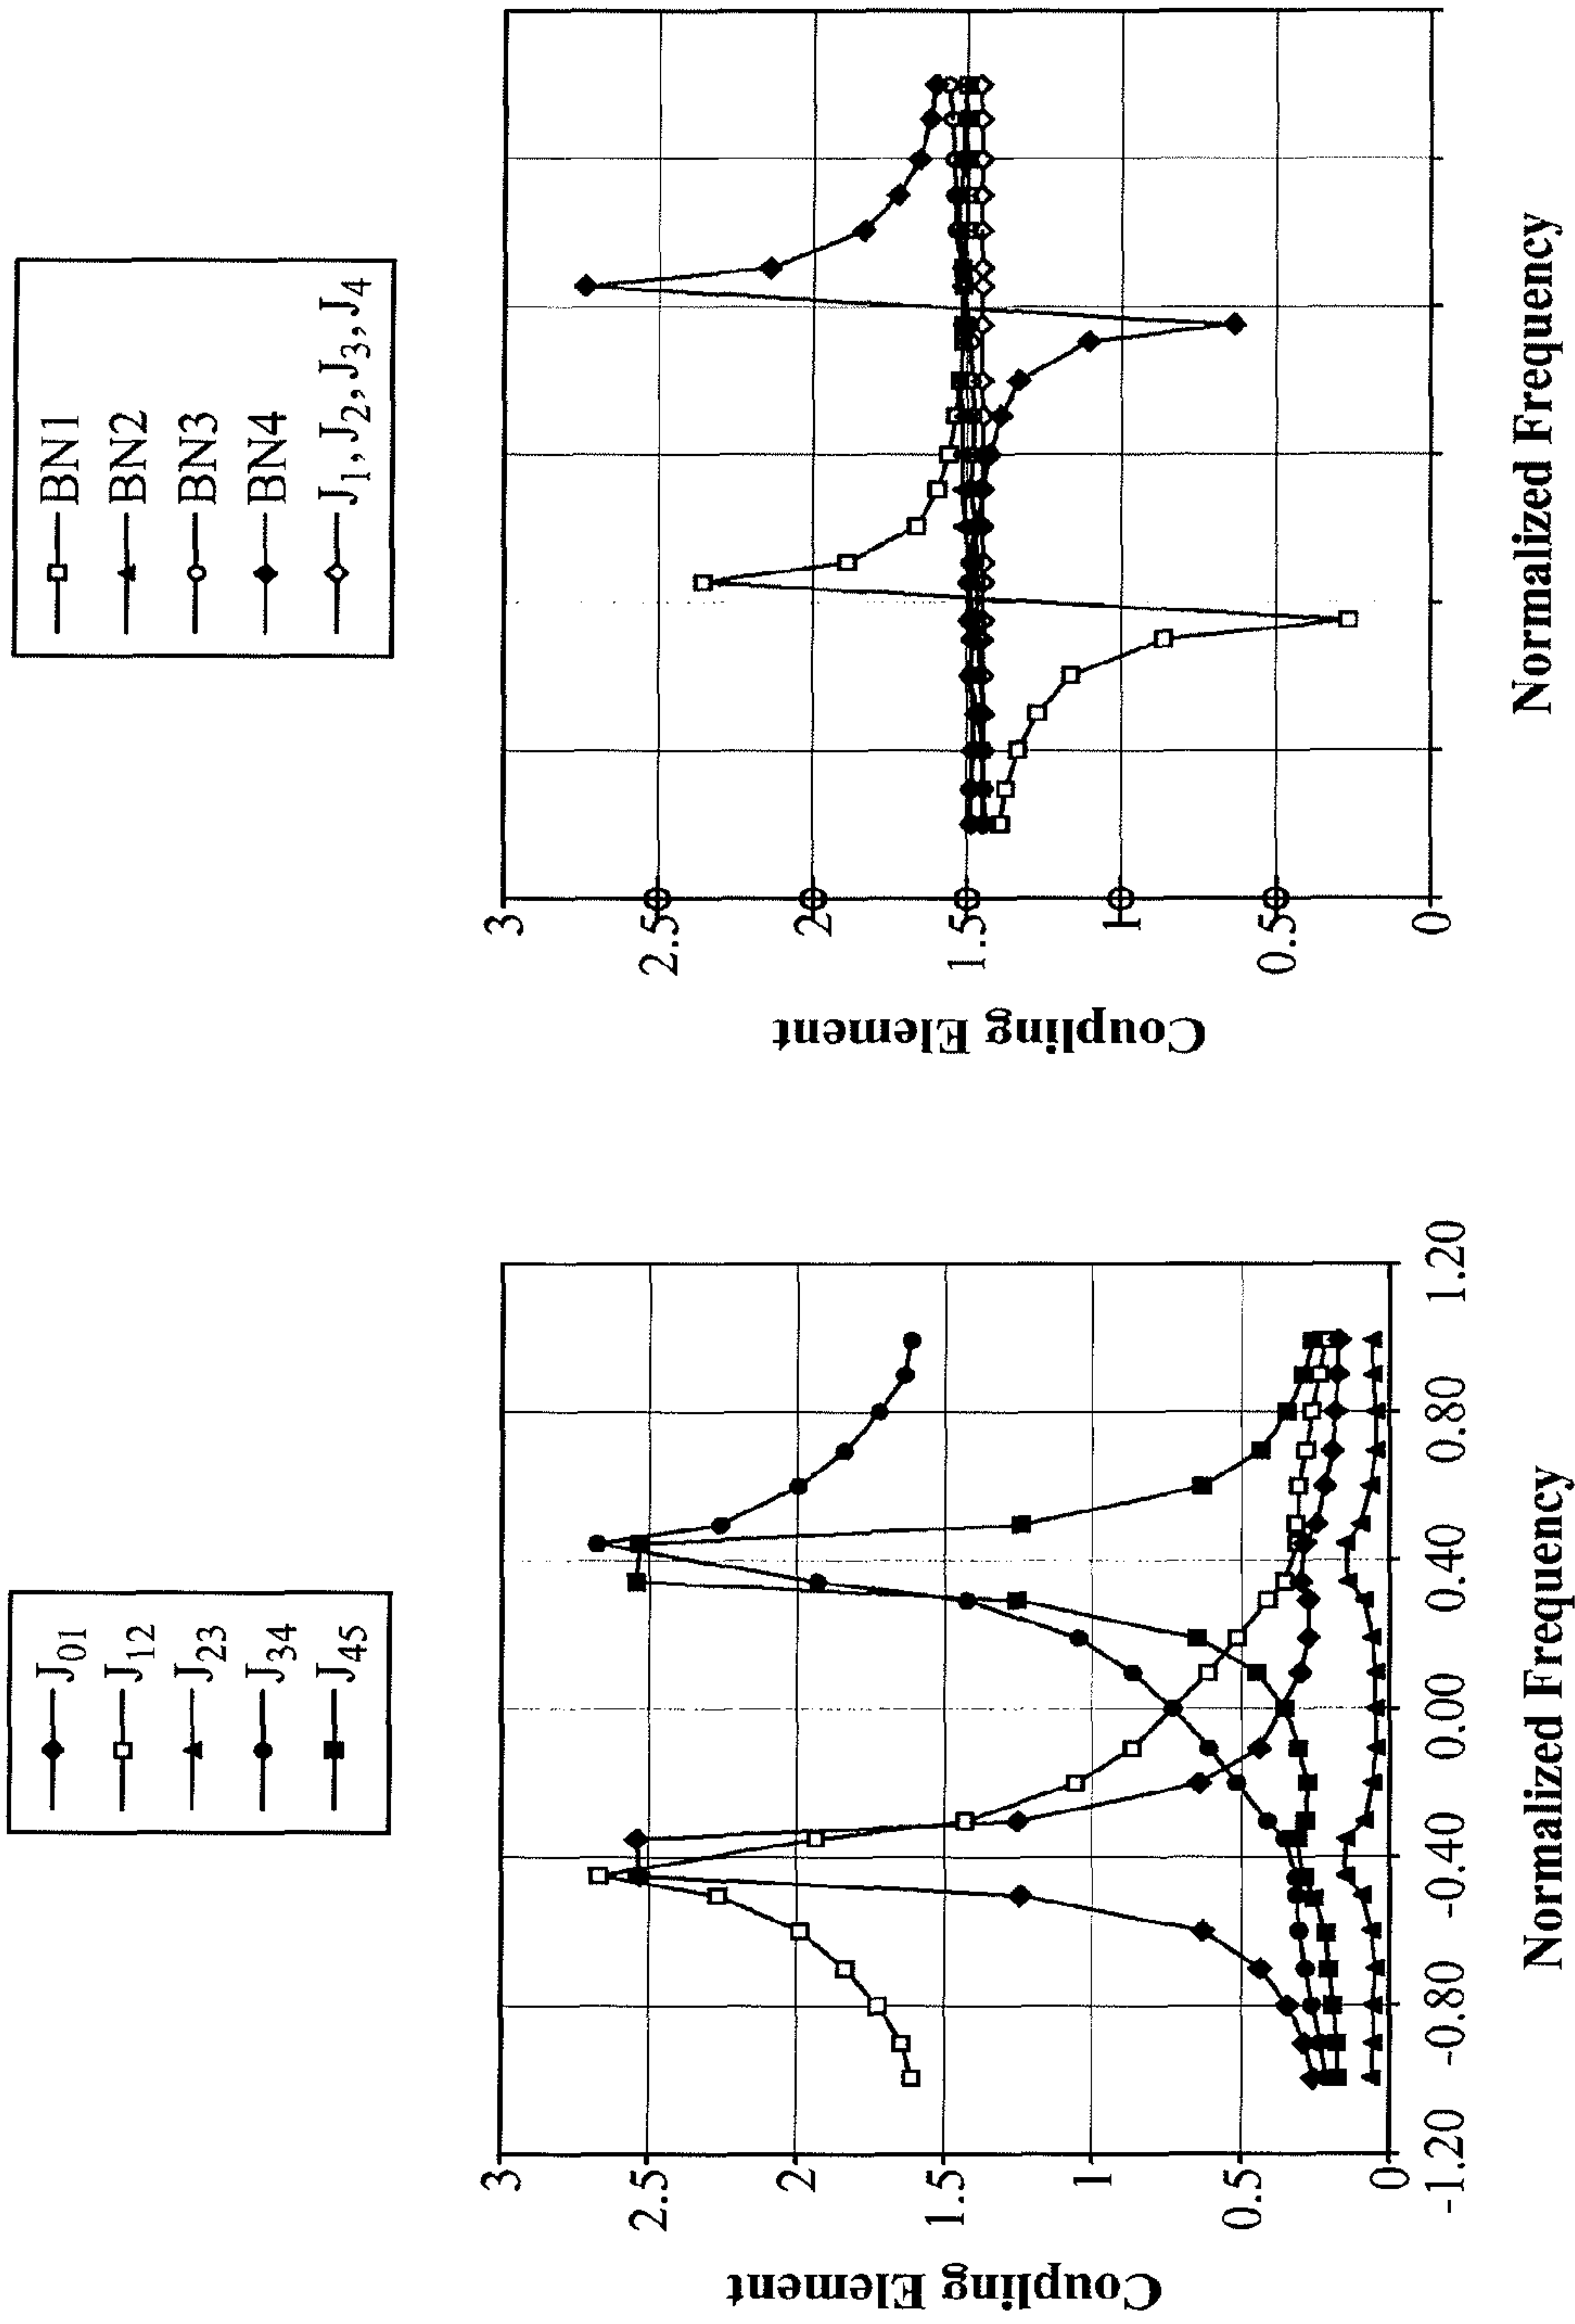 J01
J12
J23
J34
J45
Coupling Element
3
2.5
2
1.5
1
0.5
0
-1.20
-0.80
-0.40
0.00
0.40
0.80
1.20
Normalized Frequency
BN1
BN2
BN3
BN4
J1, J2, J3, J4
Coupling Element
3
2.5
2
1.5
1
0.5
0
Normalized Frequency